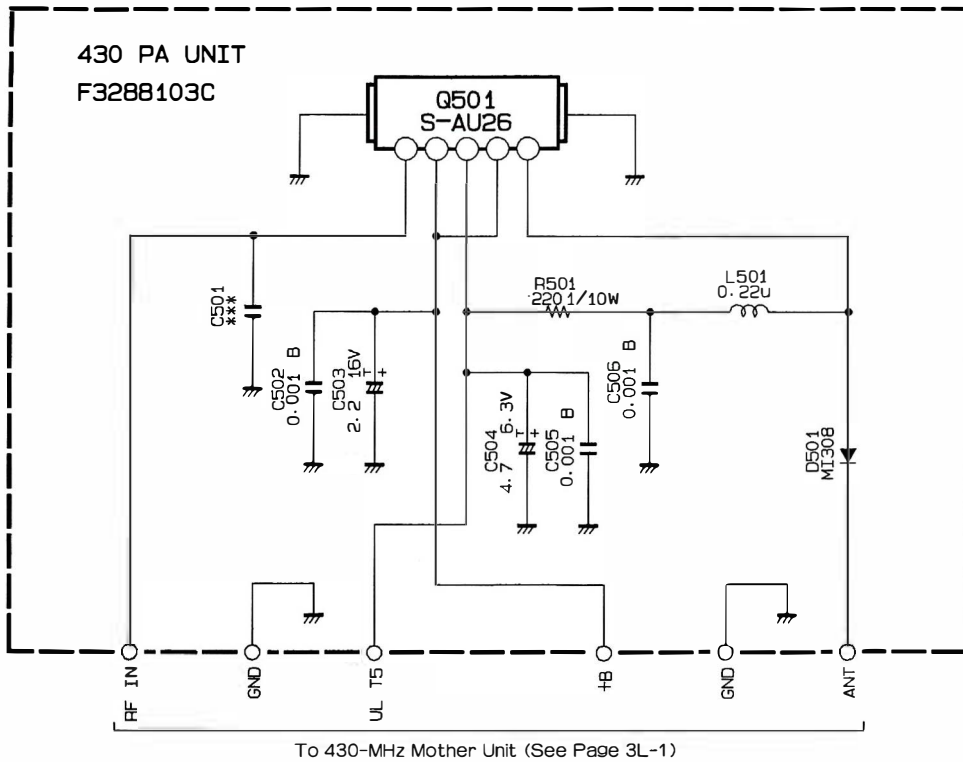 430 PA UNIT
F3288103C
Q501
S-AU26
C501
***
C502
0.001 B
C503
2.2 16V
T +
R501
220 1/10W
L501
0.22u
C504
4.7 6.3V
T +
C505
0.001 B
C506
0.001 B
D501
MI308
RF IN
GND
UL T5
+B
GND
ANT
To 430-MHz Mother Unit (See Page 3L-1)